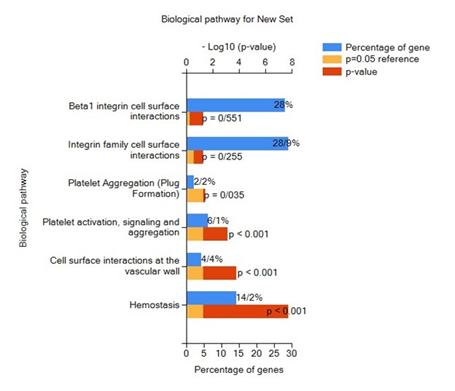 Biological pathway for New Set
- Log10 (p-value)
0 2 4 6 8
Percentage of gene
p=0.05 reference
p-value
Beta1 integrin cell surface
interactions
28%
p = 0/551
Integrin family cell surface
interactions
28/9%
p = 0/255
Platelet Aggregation (Plug
Formation)
2/2%
p = 0/035
Platelet activation, signaling and
aggregation
6/1%
p < 0.001
Cell surface interactions at the
vascular wall
4/4%
p < 0.001
Hemostasis
14/2%
p < 0.001
Biological pathway
0 5 10 15 20 25 30
Percentage of genes